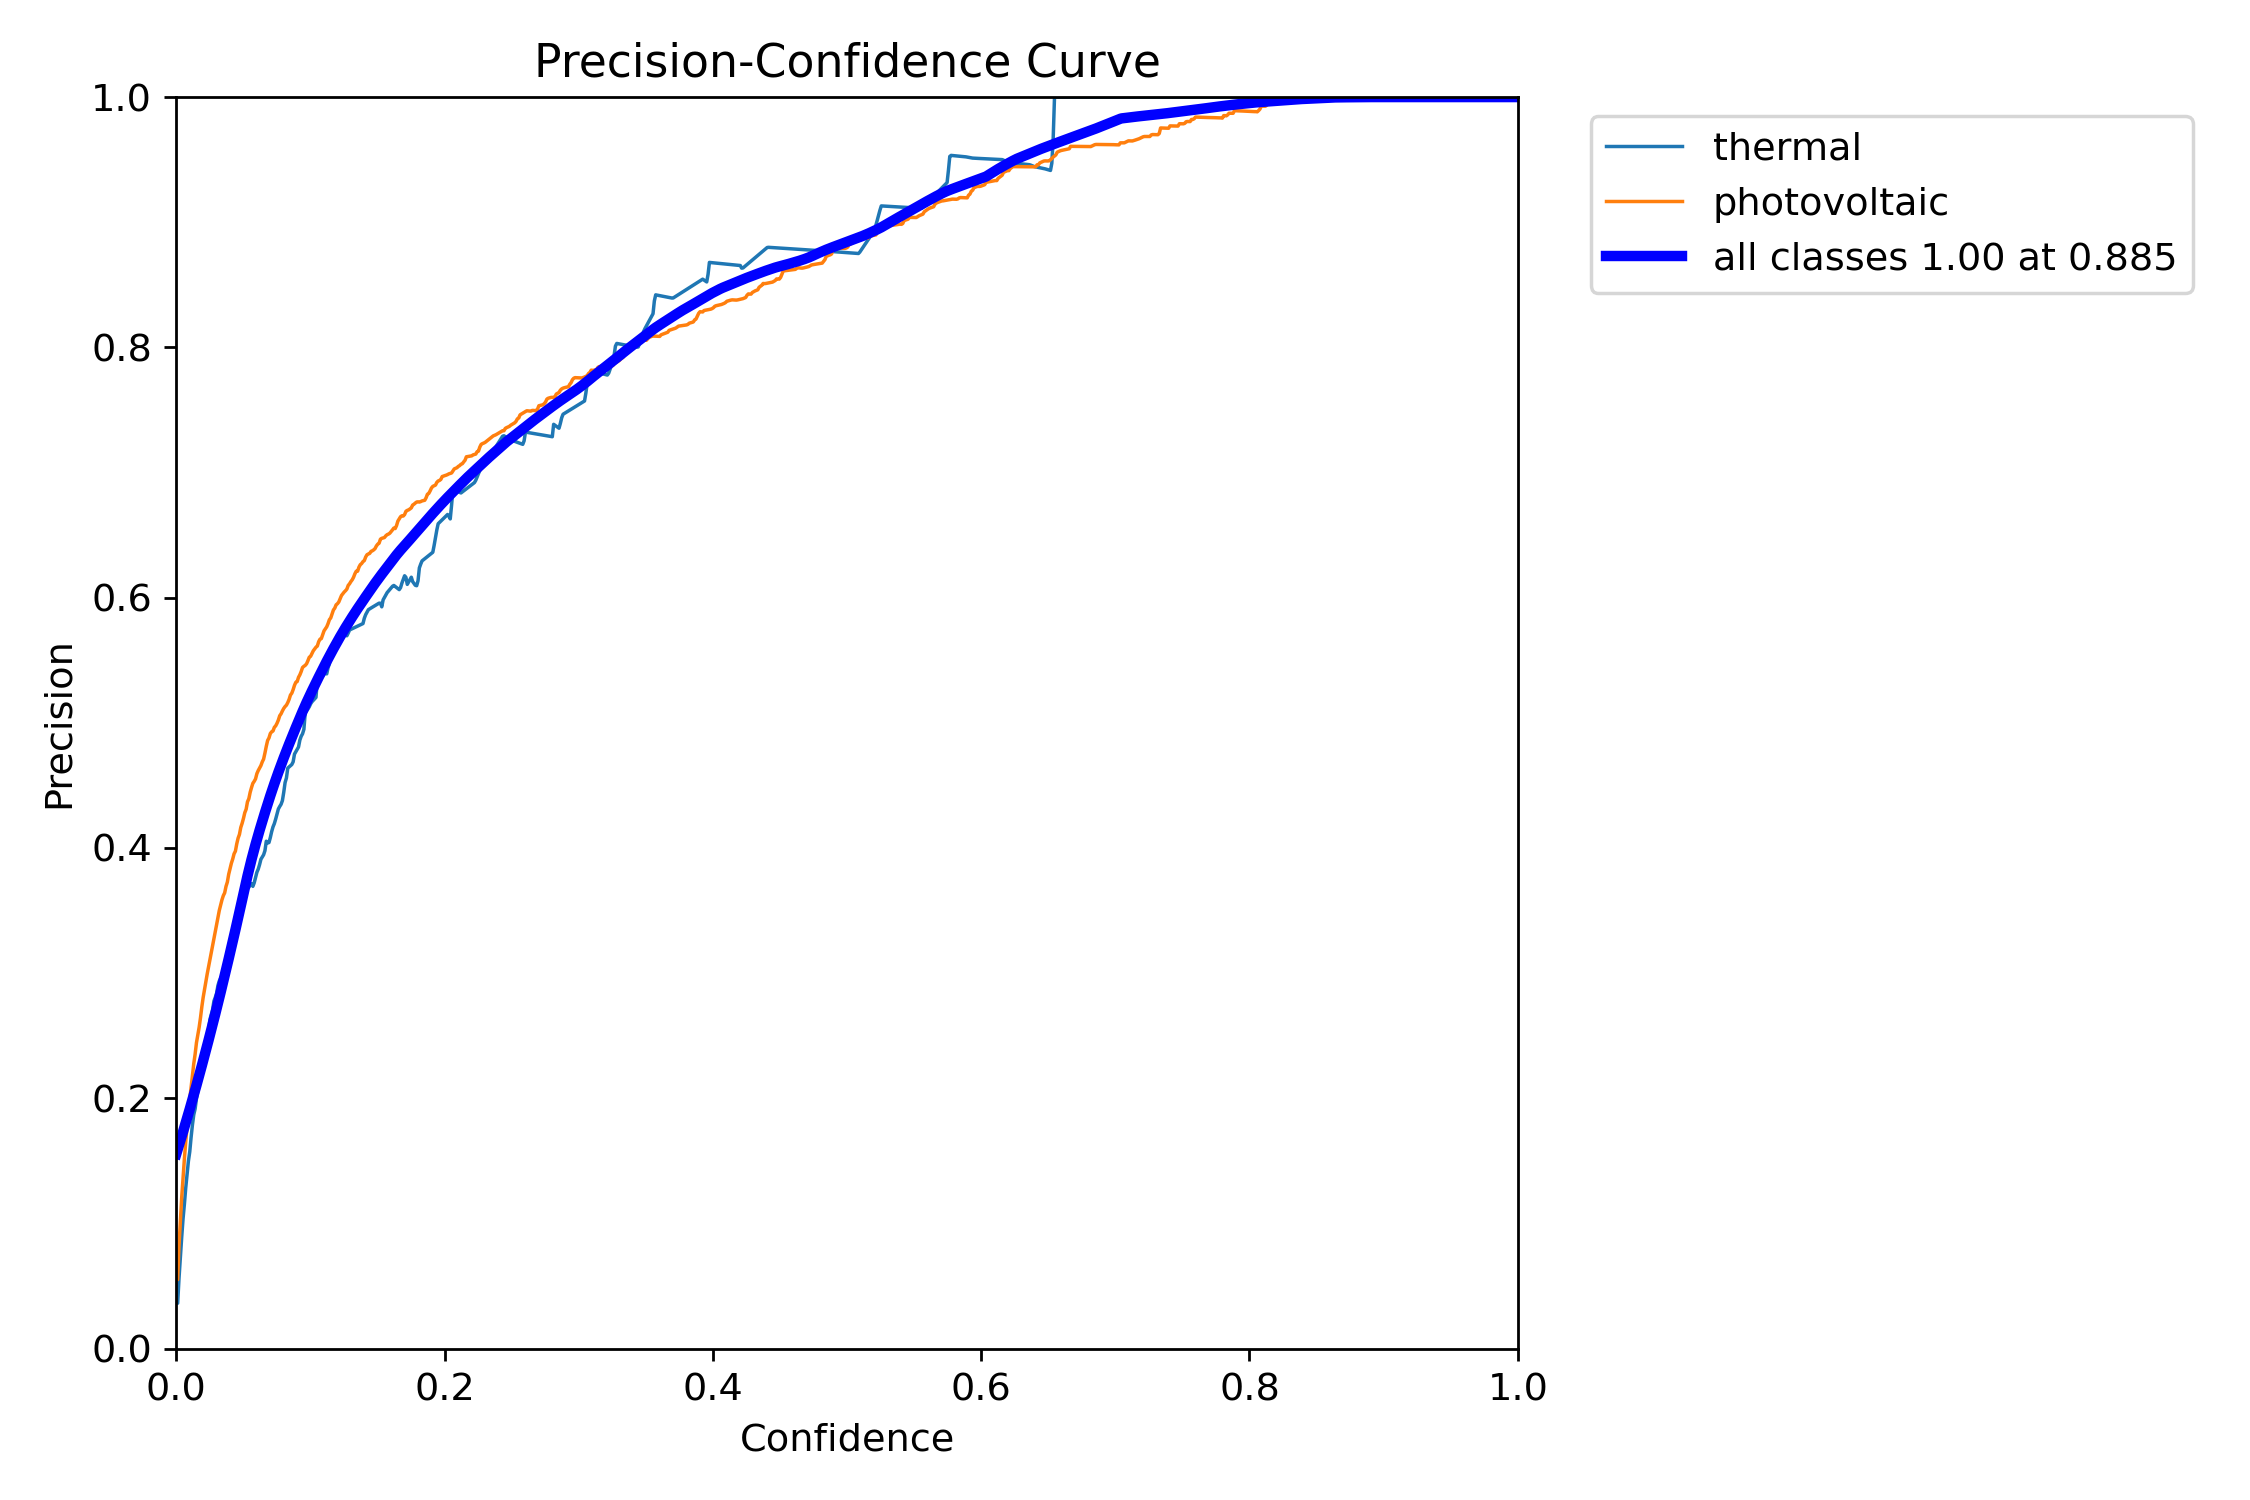 Precision-Confidence Curve
1.0
0.8
0.6
0.4
0.2
0.0
Precision
0.0 0.2 0.4 0.6 0.8 1.0
Confidence
thermal
photovoltaic
all classes 1.00 at 0.885